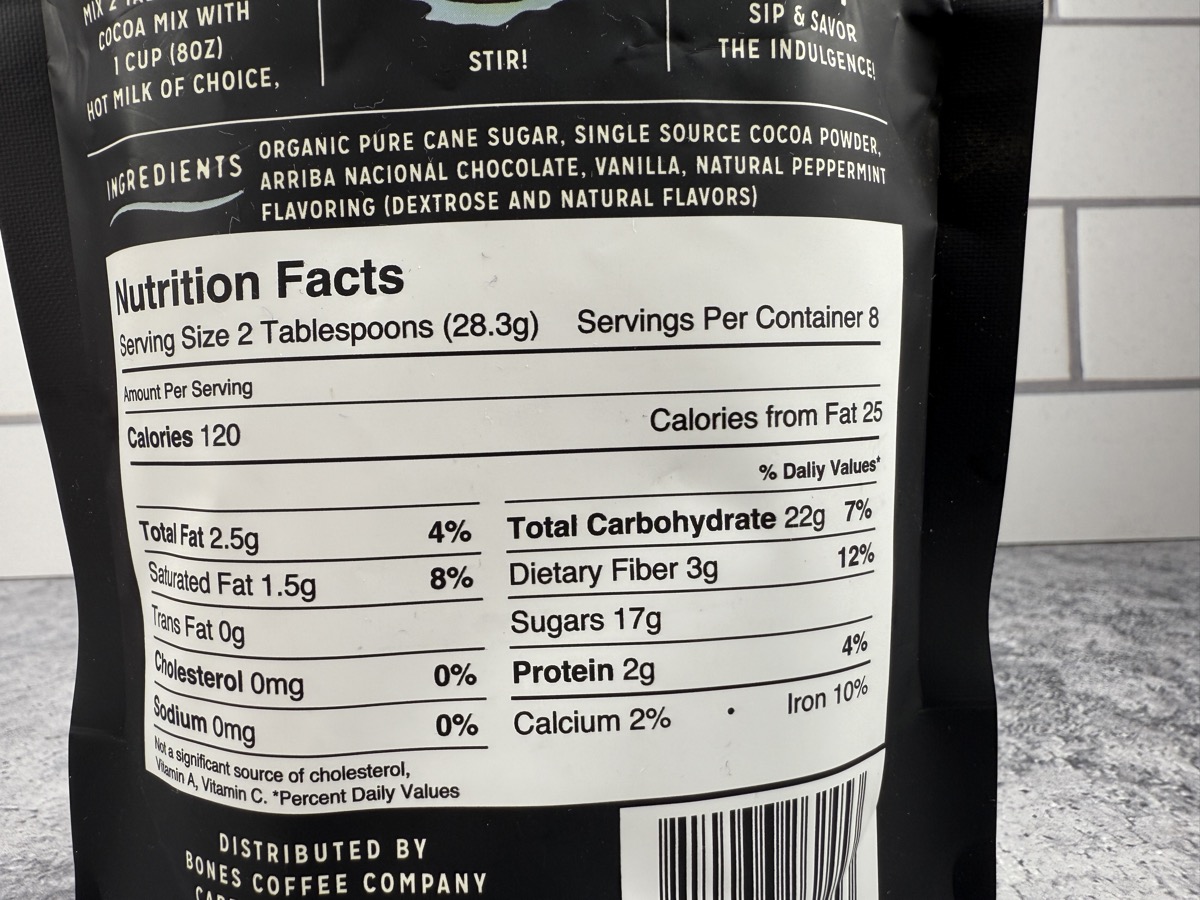 MIX 2
COCOA MIX WITH
1 CUP (8OZ)
HOT MILK OF CHOICE,
STIR!
SIP & SAVOR
THE INDULGENCE!
INGREDIENTS
ORGANIC PURE CANE SUGAR, SINGLE SOURCE COCOA POWDER,
ARRIBA NACIONAL CHOCOLATE, VANILLA, NATURAL PEPPERMINT
FLAVORING (DEXTROSE AND NATURAL FLAVORS)
Nutrition Facts
Serving Size 2 Tablespoons (28.3g) Servings Per Container 8
Amount Per Serving
Calories 120 Calories from Fat 25
% Daliy Values*
Total Fat 2.5g 4%
Saturated Fat 1.5g 8%
Trans Fat 0g
Cholesterol 0mg 0%
Sodium 0mg 0%
Total Carbohydrate 22g 7%
Dietary Fiber 3g 12%
Sugars 17g
Protein 2g 4%
Calcium 2% • Iron 10%
Not a significant source of cholesterol,
Vitamin A, Vitamin C. *Percent Daily Values
DISTRIBUTED BY
BONES COFFEE COMPANY